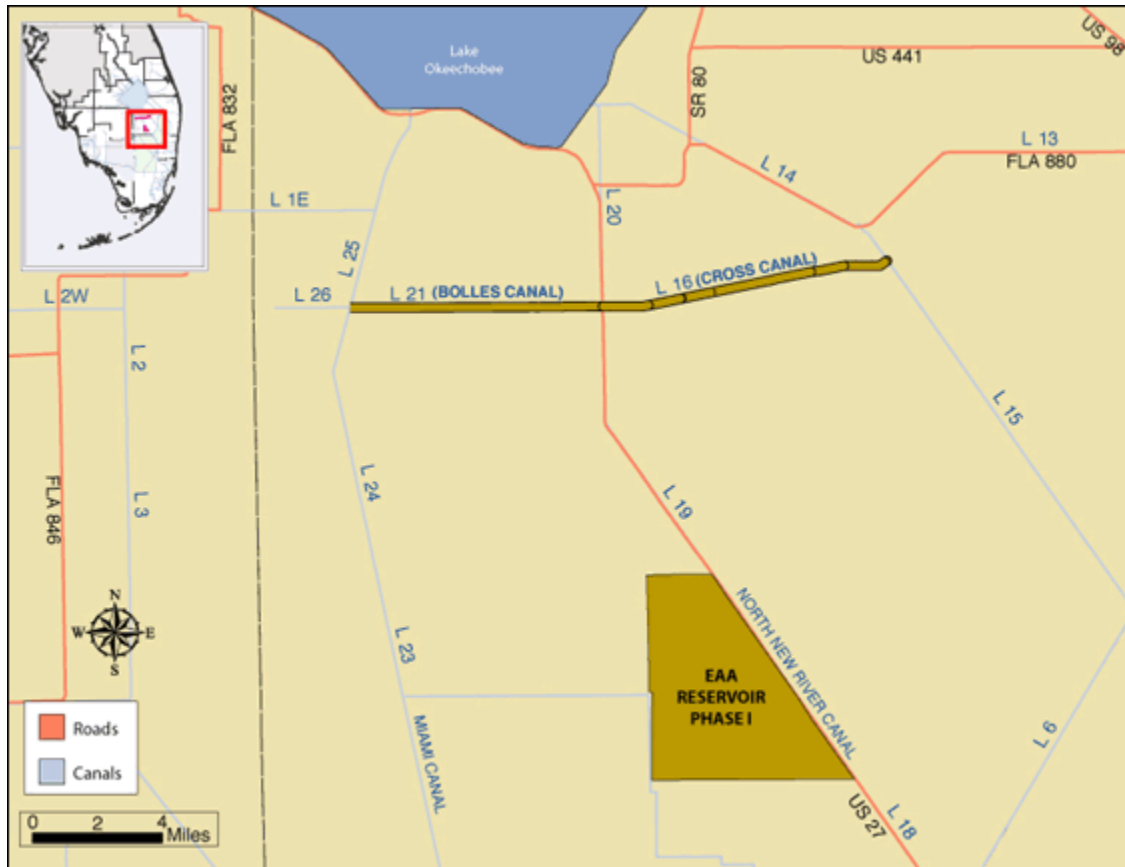 Lake
Okeechobee
US 98
US 441
SR 80
FLA 832
L 13
FLA 880
L 14
L 1E
L 20
L 25
L 16 (CROSS CANAL)
L 2W
L 26
L 21 (BOLLES CANAL)
L 2
L 15
FLA 846
L 3
L 24
L 19
N
W
E
S
L 23
NORTH NEW RIVER CANAL
EAA
RESERVOIR
PHASE I
L 6
Roads
MIAMI CANAL
Canals
US 27
L 18
0 2 4
Miles